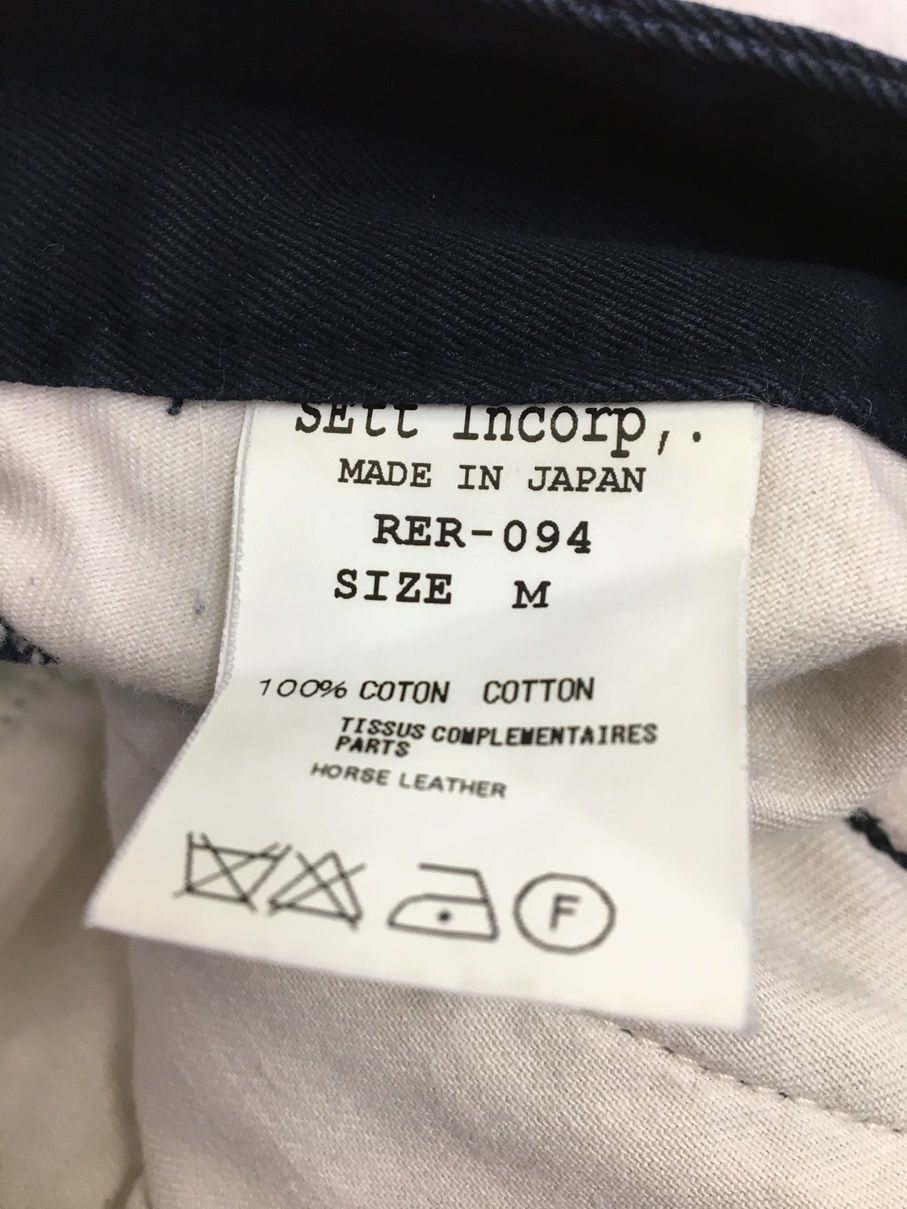 SEtt Incorp,.
MADE IN JAPAN
RER-094
SIZE M
100% COTON COTTON
TISSUS COMPLEMENTAIRES
PARTS
HORSE LEATHER
F